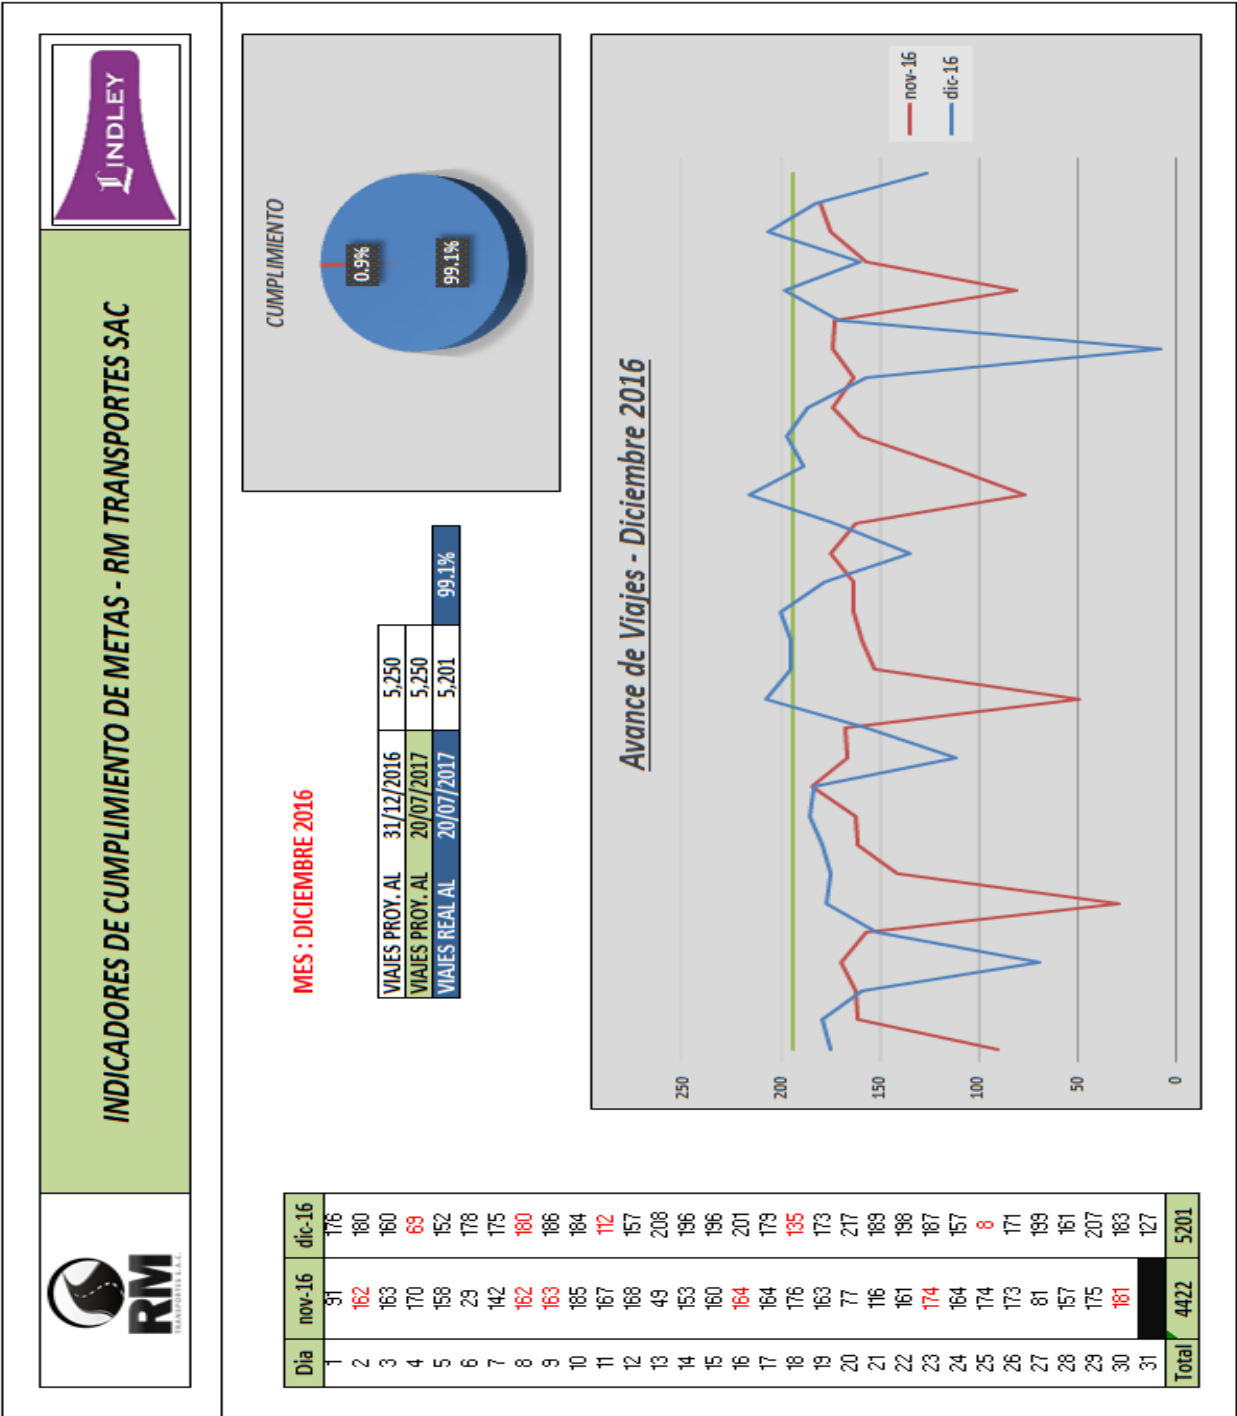 RM
TRANSPORTES S.A.C.
INDICADORES DE CUMPLIMIENTO DE METAS - RM TRANSPORTES SAC
LINDLEY
Dia nov-16 dic-16
1 91 176
2 162 180
3 163 160
4 170 69
5 158 152
6 29 178
7 142 175
8 162 180
9 163 186
10 185 184
11 167 112
12 168 157
13 49 208
14 153 196
15 160 196
16 164 201
17 164 179
18 176 135
19 163 173
20 77 217
21 116 189
22 161 198
23 174 187
24 164 157
25 174 8
26 173 171
27 81 199
28 157 161
29 175 207
30 181 183
31 127
Total 4422 5201
MES : DICIEMBRE 2016
VIAJES PROY. AL 31/12/2016 5,250
VIAJES PROY. AL 20/07/2017 5,250
VIAJES REAL AL 20/07/2017 5,201 99.1%
CUMPLIMIENTO
0.9%
99.1%
Avance de Viajes - Diciembre 2016
250
200
150
100
50
0
nov-16
dic-16